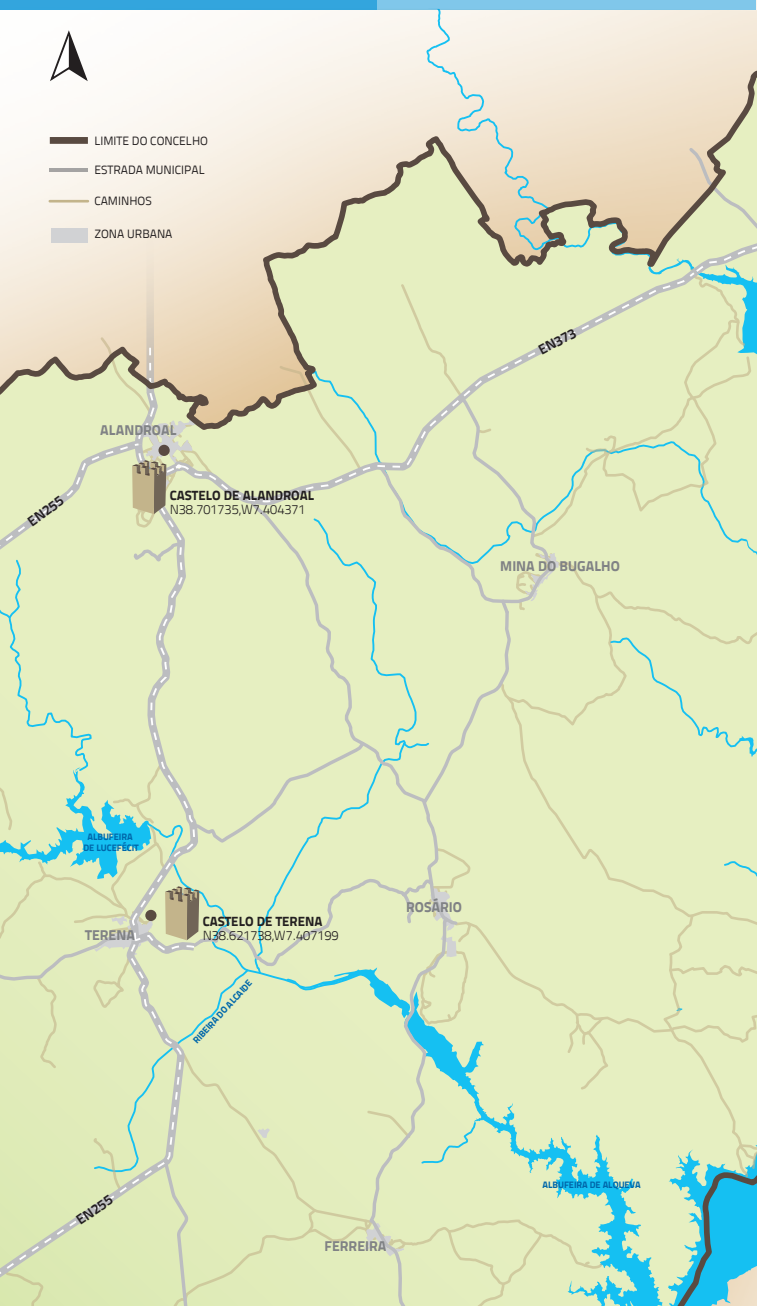 LIMITE DO CONCELHO
ESTRADA MUNICIPAL
CAMINHOS
ZONA URBANA
EN373
ALANDROAL
CASTELO DE ALANDROAL
N38.701735,W7.404371
EN255
MINA DO BUGALHO
ALBUFEIRA
DE LUCEFÉCIT
CASTELO DE TERENA
N38.621738,W7.407199
TERENA
ROSÁRIO
RIBEIRA DO ALCAIDE
ALBUFEIRA DE ALQUEVA
EN255
FERREIRA